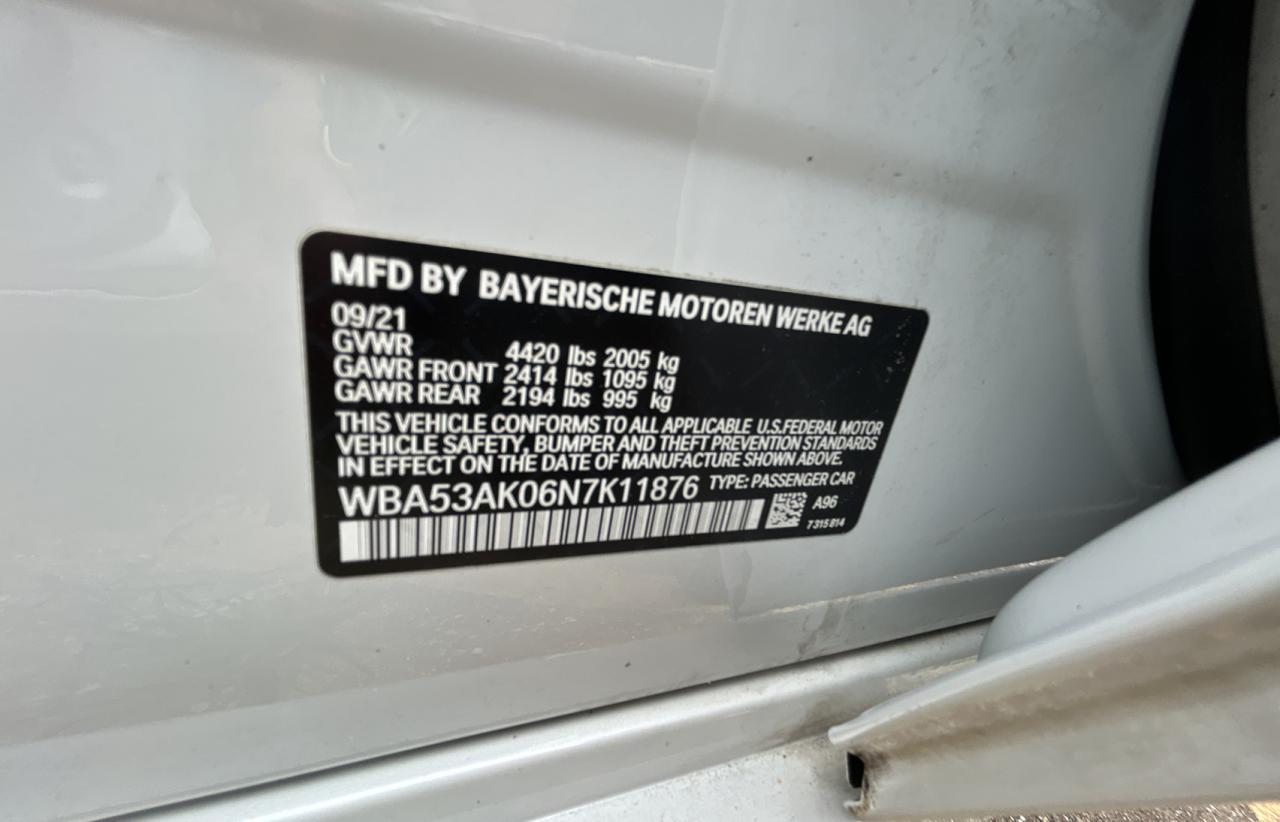 MFD BY BAYERISCHE MOTOREN WERKE AG
09/21
GVWR 4420 lbs 2005 kg
GAWR FRONT 2414 lbs 1095 kg
GAWR REAR 2194 lbs 995 kg
THIS VEHICLE CONFORMS TO ALL APPLICABLE U.S.FEDERAL MOTOR
VEHICLE SAFETY, BUMPER AND THEFT PREVENTION STANDARDS
IN EFFECT ON THE DATE OF MANUFACTURE SHOWN ABOVE.
WBA53AK06N7K11876 TYPE: PASSENGER CAR
A96
7315814